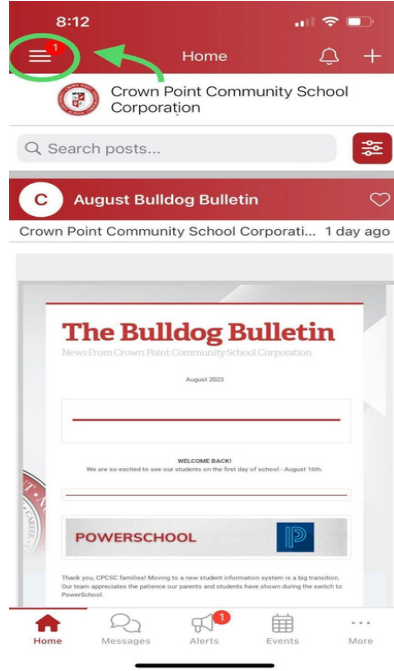 8:12
1
Home
Crown Point Community School
Corporation
Search posts...
C August Bulldog Bulletin
Crown Point Community School Corporati... 1 day ago
The Bulldog Bulletin
News From Crown Point Community School Corporation
August 2023
WELCOME BACK!
We are so excited to see our students on the first day of school - August 16th.
POWERSCHOOL
Thank you, CPCSC families! Moving to a new student information system is a big transition.
Our team appreciates the patience our parents and students have shown during the switch to
PowerSchool.
1
Home Messages Alerts Events More